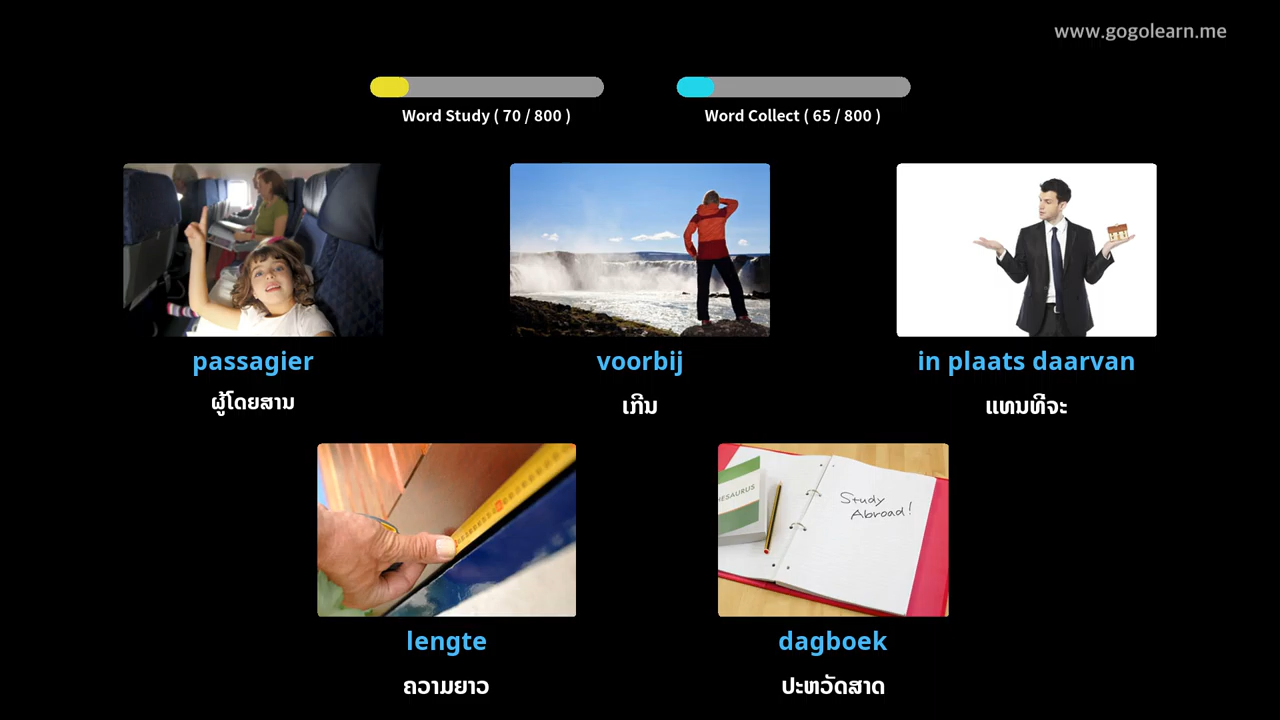 www.gogolearn.me
Word Study ( 70 / 800 )
Word Collect ( 65 / 800 )
passagier
voorbij
in plaats daarvan
ຜູ້ໂດຍສານ
ເກີນ
ແທນທີ່ຈະ
ESAURUS
Study
Abroad!
lengte
dagboek
ຄວາມຍາວ
ປະຫວັດສາດ